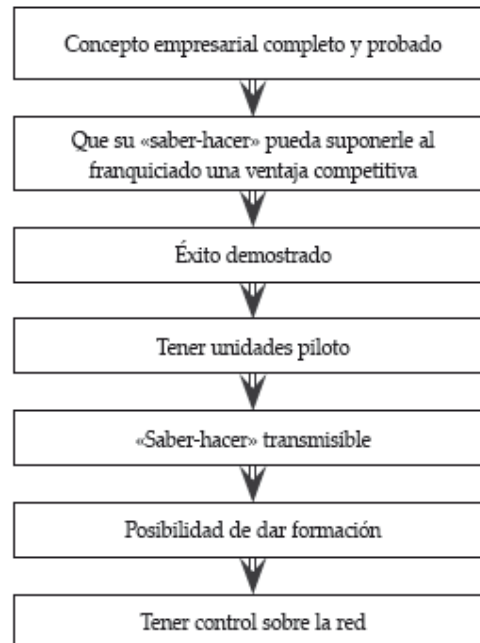 Concepto empresarial completo y probado
Que su «saber-hacer» pueda suponerle al
franquiciado una ventaja competitiva
Éxito demostrado
Tener unidades piloto
«Saber-hacer» transmisible
Posibilidad de dar formación
Tener control sobre la red